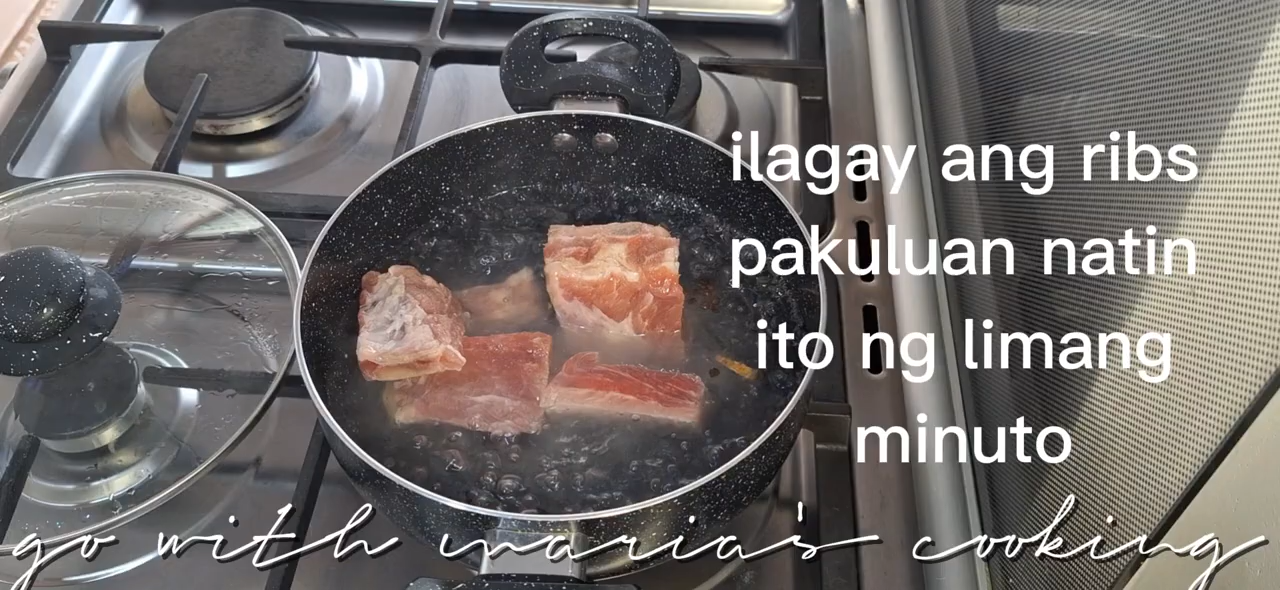 ilagay ang ribs
pakuluan natin
ito ng limang
minuto
go with maria's cooking